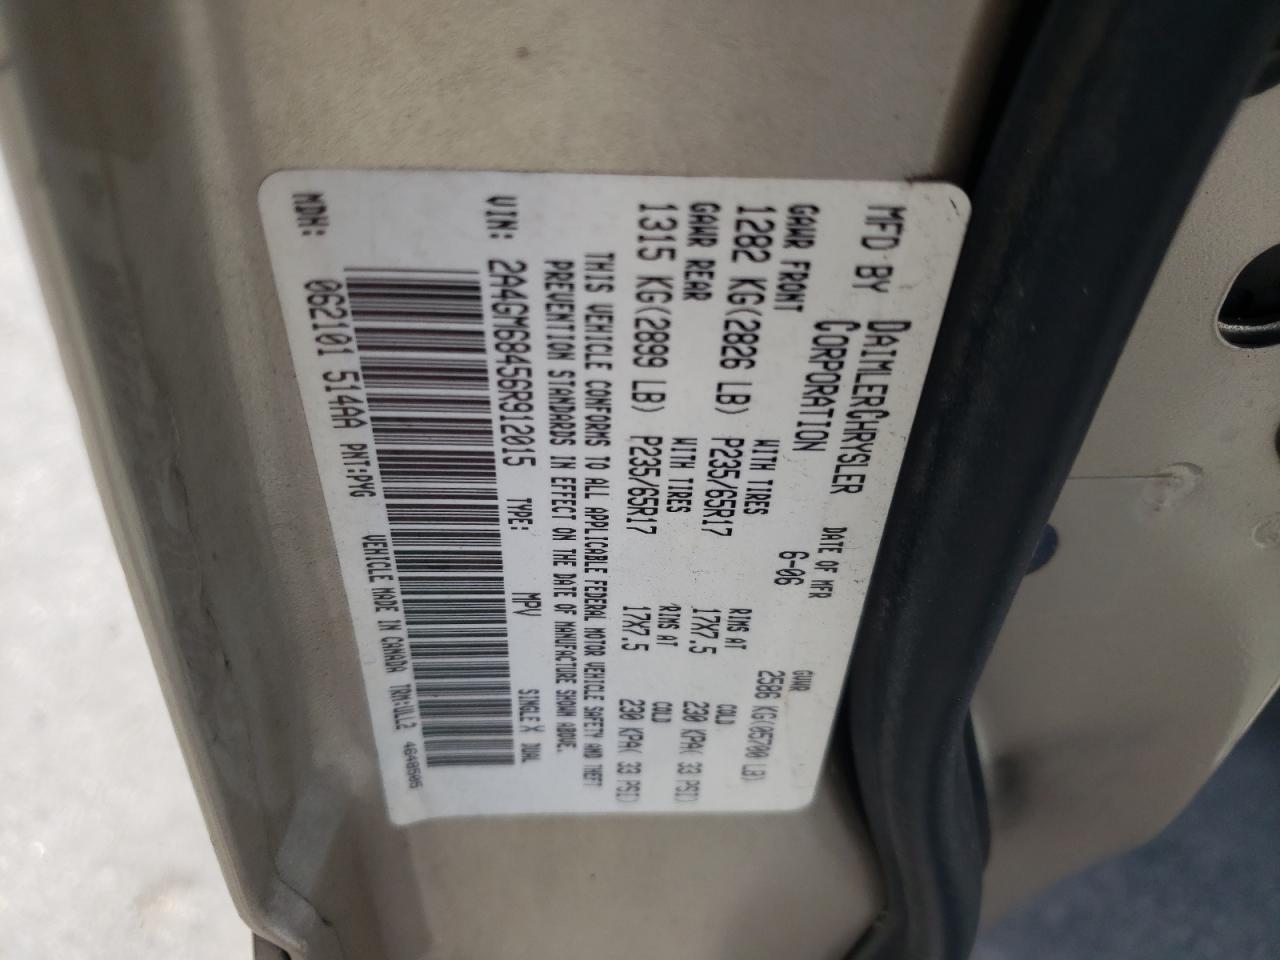 MFD BY DAIMLERCHRYSLER CORPORATION DATE OF MFR 6-06 GVWR 2586 KG(05700 LB)
GAWR FRONT WITH TIRES RIMS AT COLD
1282 KG(2826 LB) P235/65R17 17X7.5 230 KPA( 33 PSI)
GAWR REAR WITH TIRES RIMS AT COLD
1315 KG(2899 LB) P235/65R17 17X7.5 230 KPA( 33 PSI)
THIS VEHICLE CONFORMS TO ALL APPLICABLE FEDERAL MOTOR VEHICLE SAFETY AND THEFT
PREVENTION STANDARDS IN EFFECT ON THE DATE OF MANUFACTURE SHOWN ABOVE.
VIN: 2A4GM68456R912015 TYPE: MPV SINGLE X DUAL
MDH: 062101 514AA PNT:PYG VEHICLE MADE IN CANADA TRM:ULL2 4648505